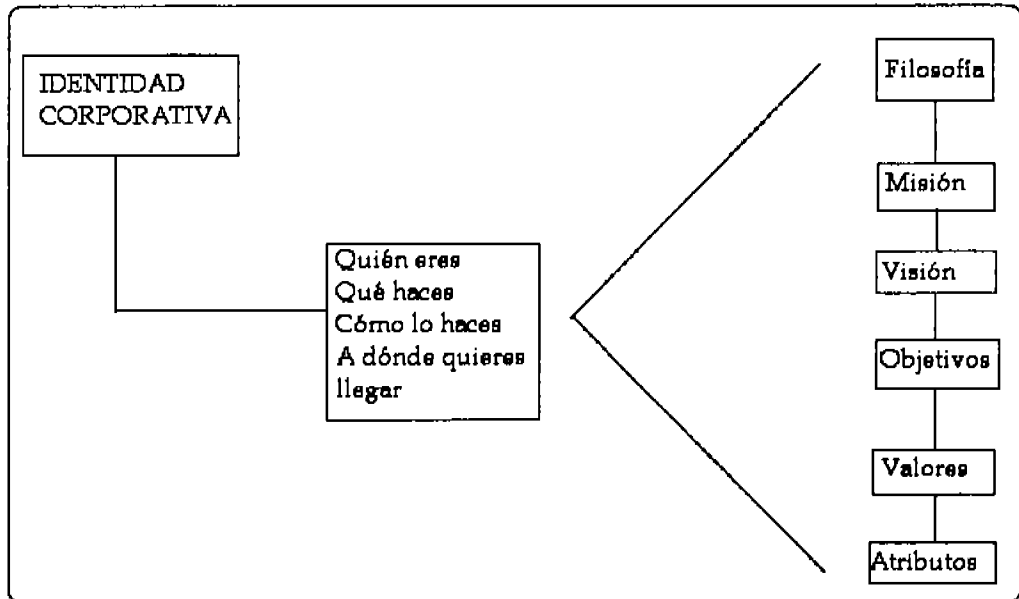 IDENTIDAD
CORPORATIVA
Quién eres
Qué haces
Cómo lo haces
A dónde quieres
llegar
Filosofía
Misión
Visión
Objetivos
Valores
Atributos